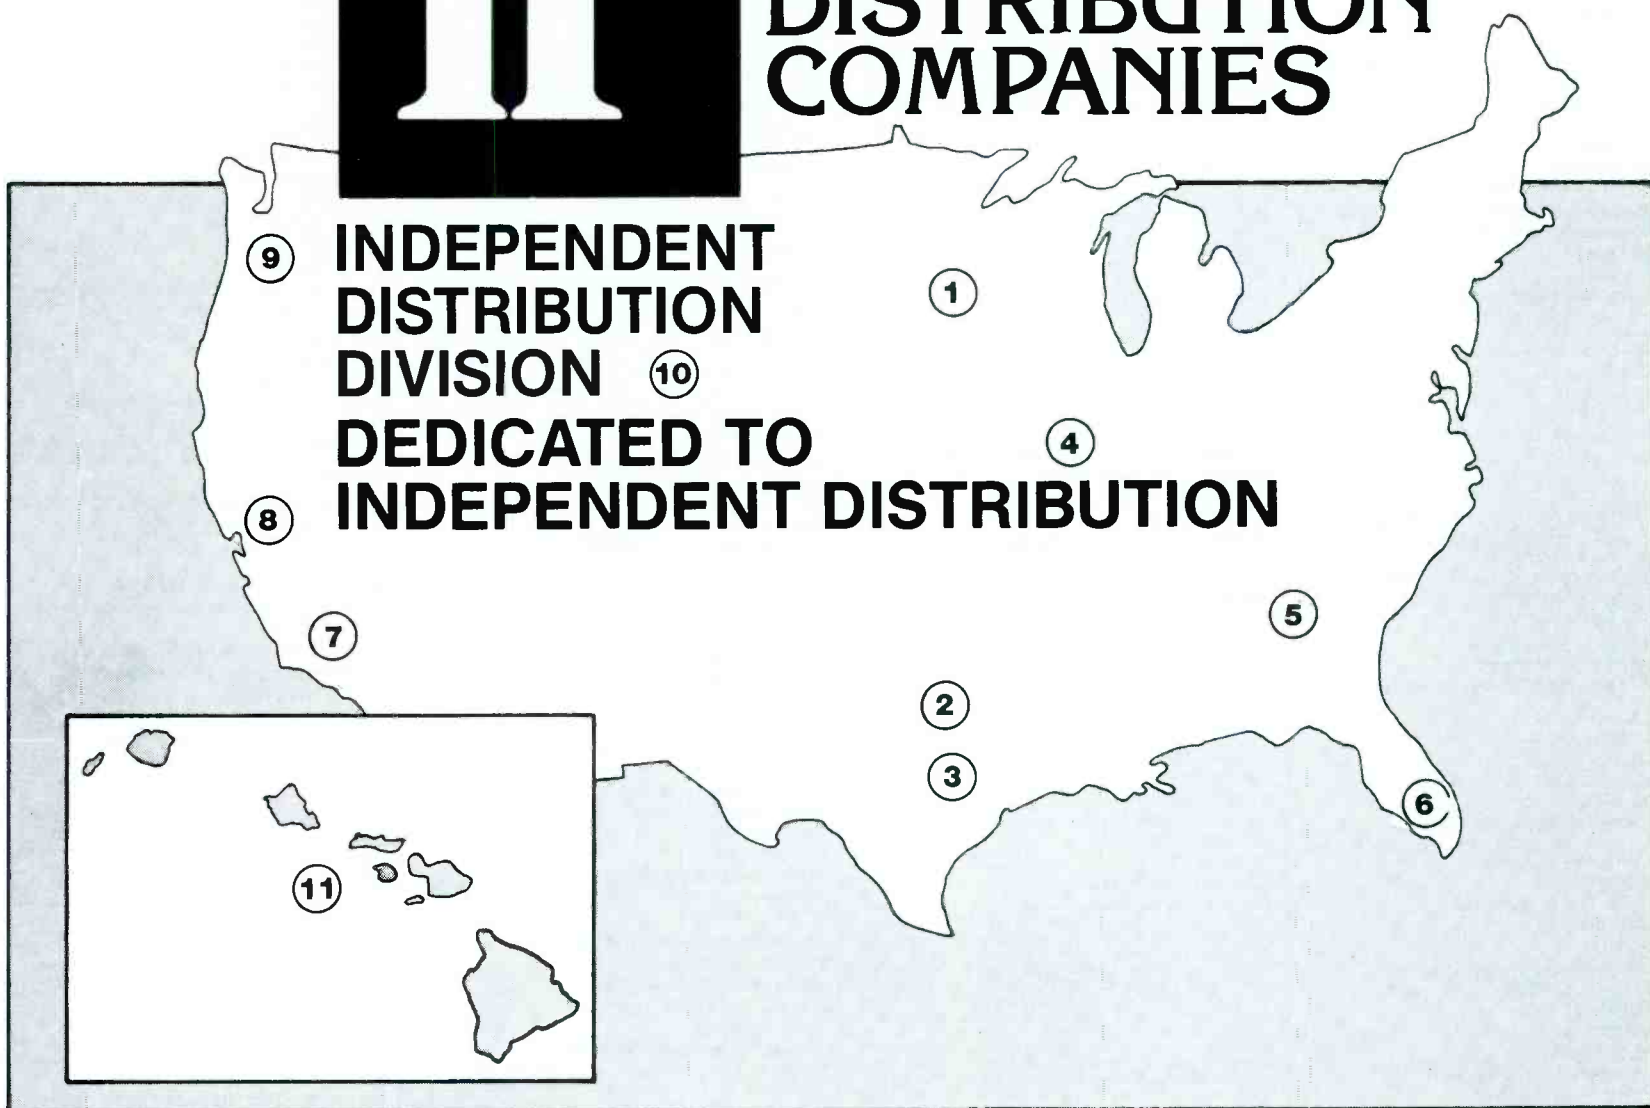 DISTRIBUTION
COMPANIES
INDEPENDENT
DISTRIBUTION
DIVISION
DEDICATED TO
INDEPENDENT DISTRIBUTION
9
1
10
4
8
5
7
2
3
6
11